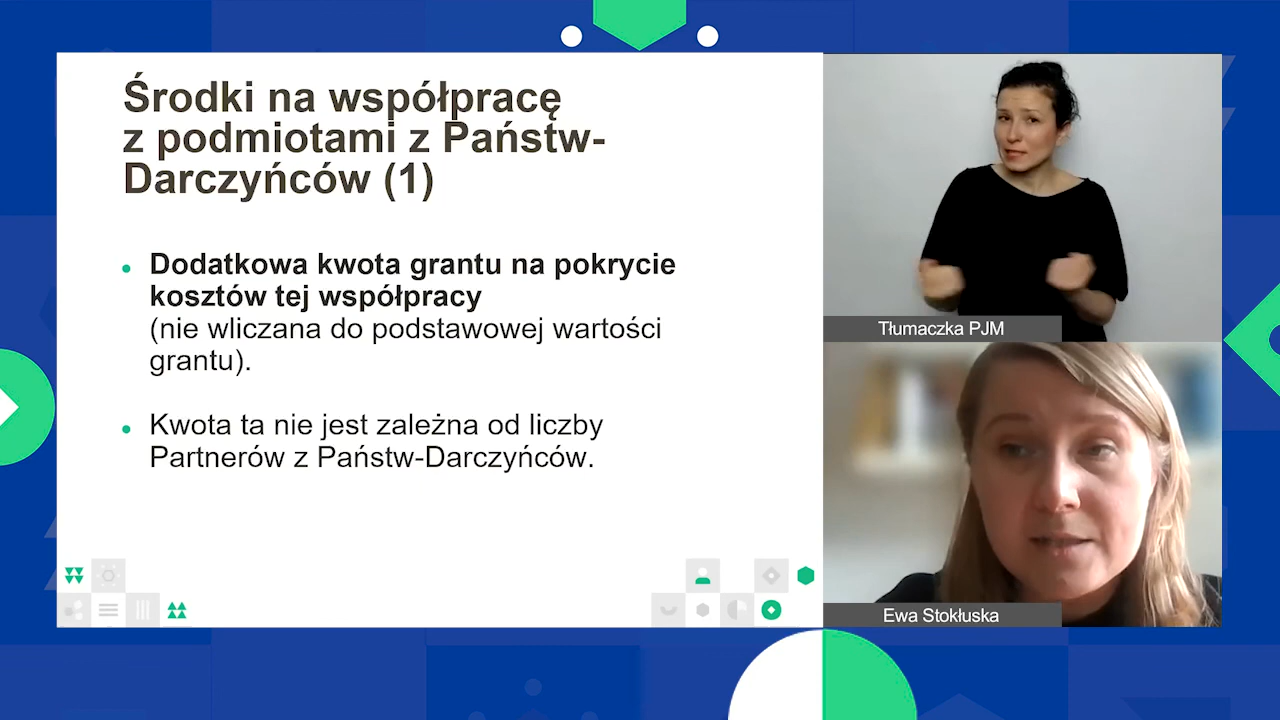 Środki na współpracę
z podmiotami z Państw-
Darczyńców (1)
Dodatkowa kwota grantu na pokrycie
kosztów tej współpracy
(nie wliczana do podstawowej wartości
grantu).
Kwota ta nie jest zależna od liczby
Partnerów z Państw-Darczyńców.
Tłumaczka PJM
Ewa Stokłuska